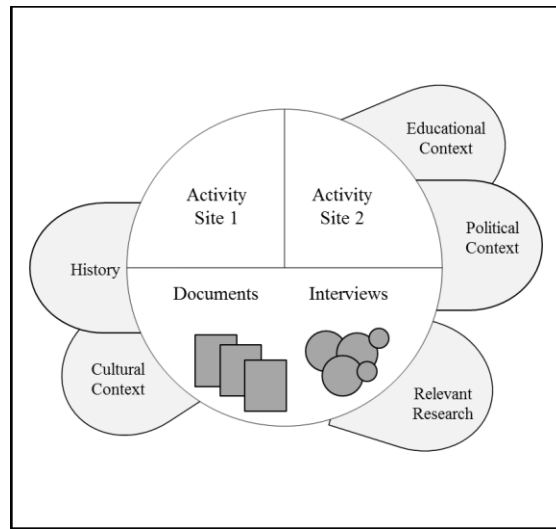 Educational
Context
Activity
Site 1
Activity
Site 2
Political
Context
History
Documents
Interviews
Cultural
Context
Relevant
Research